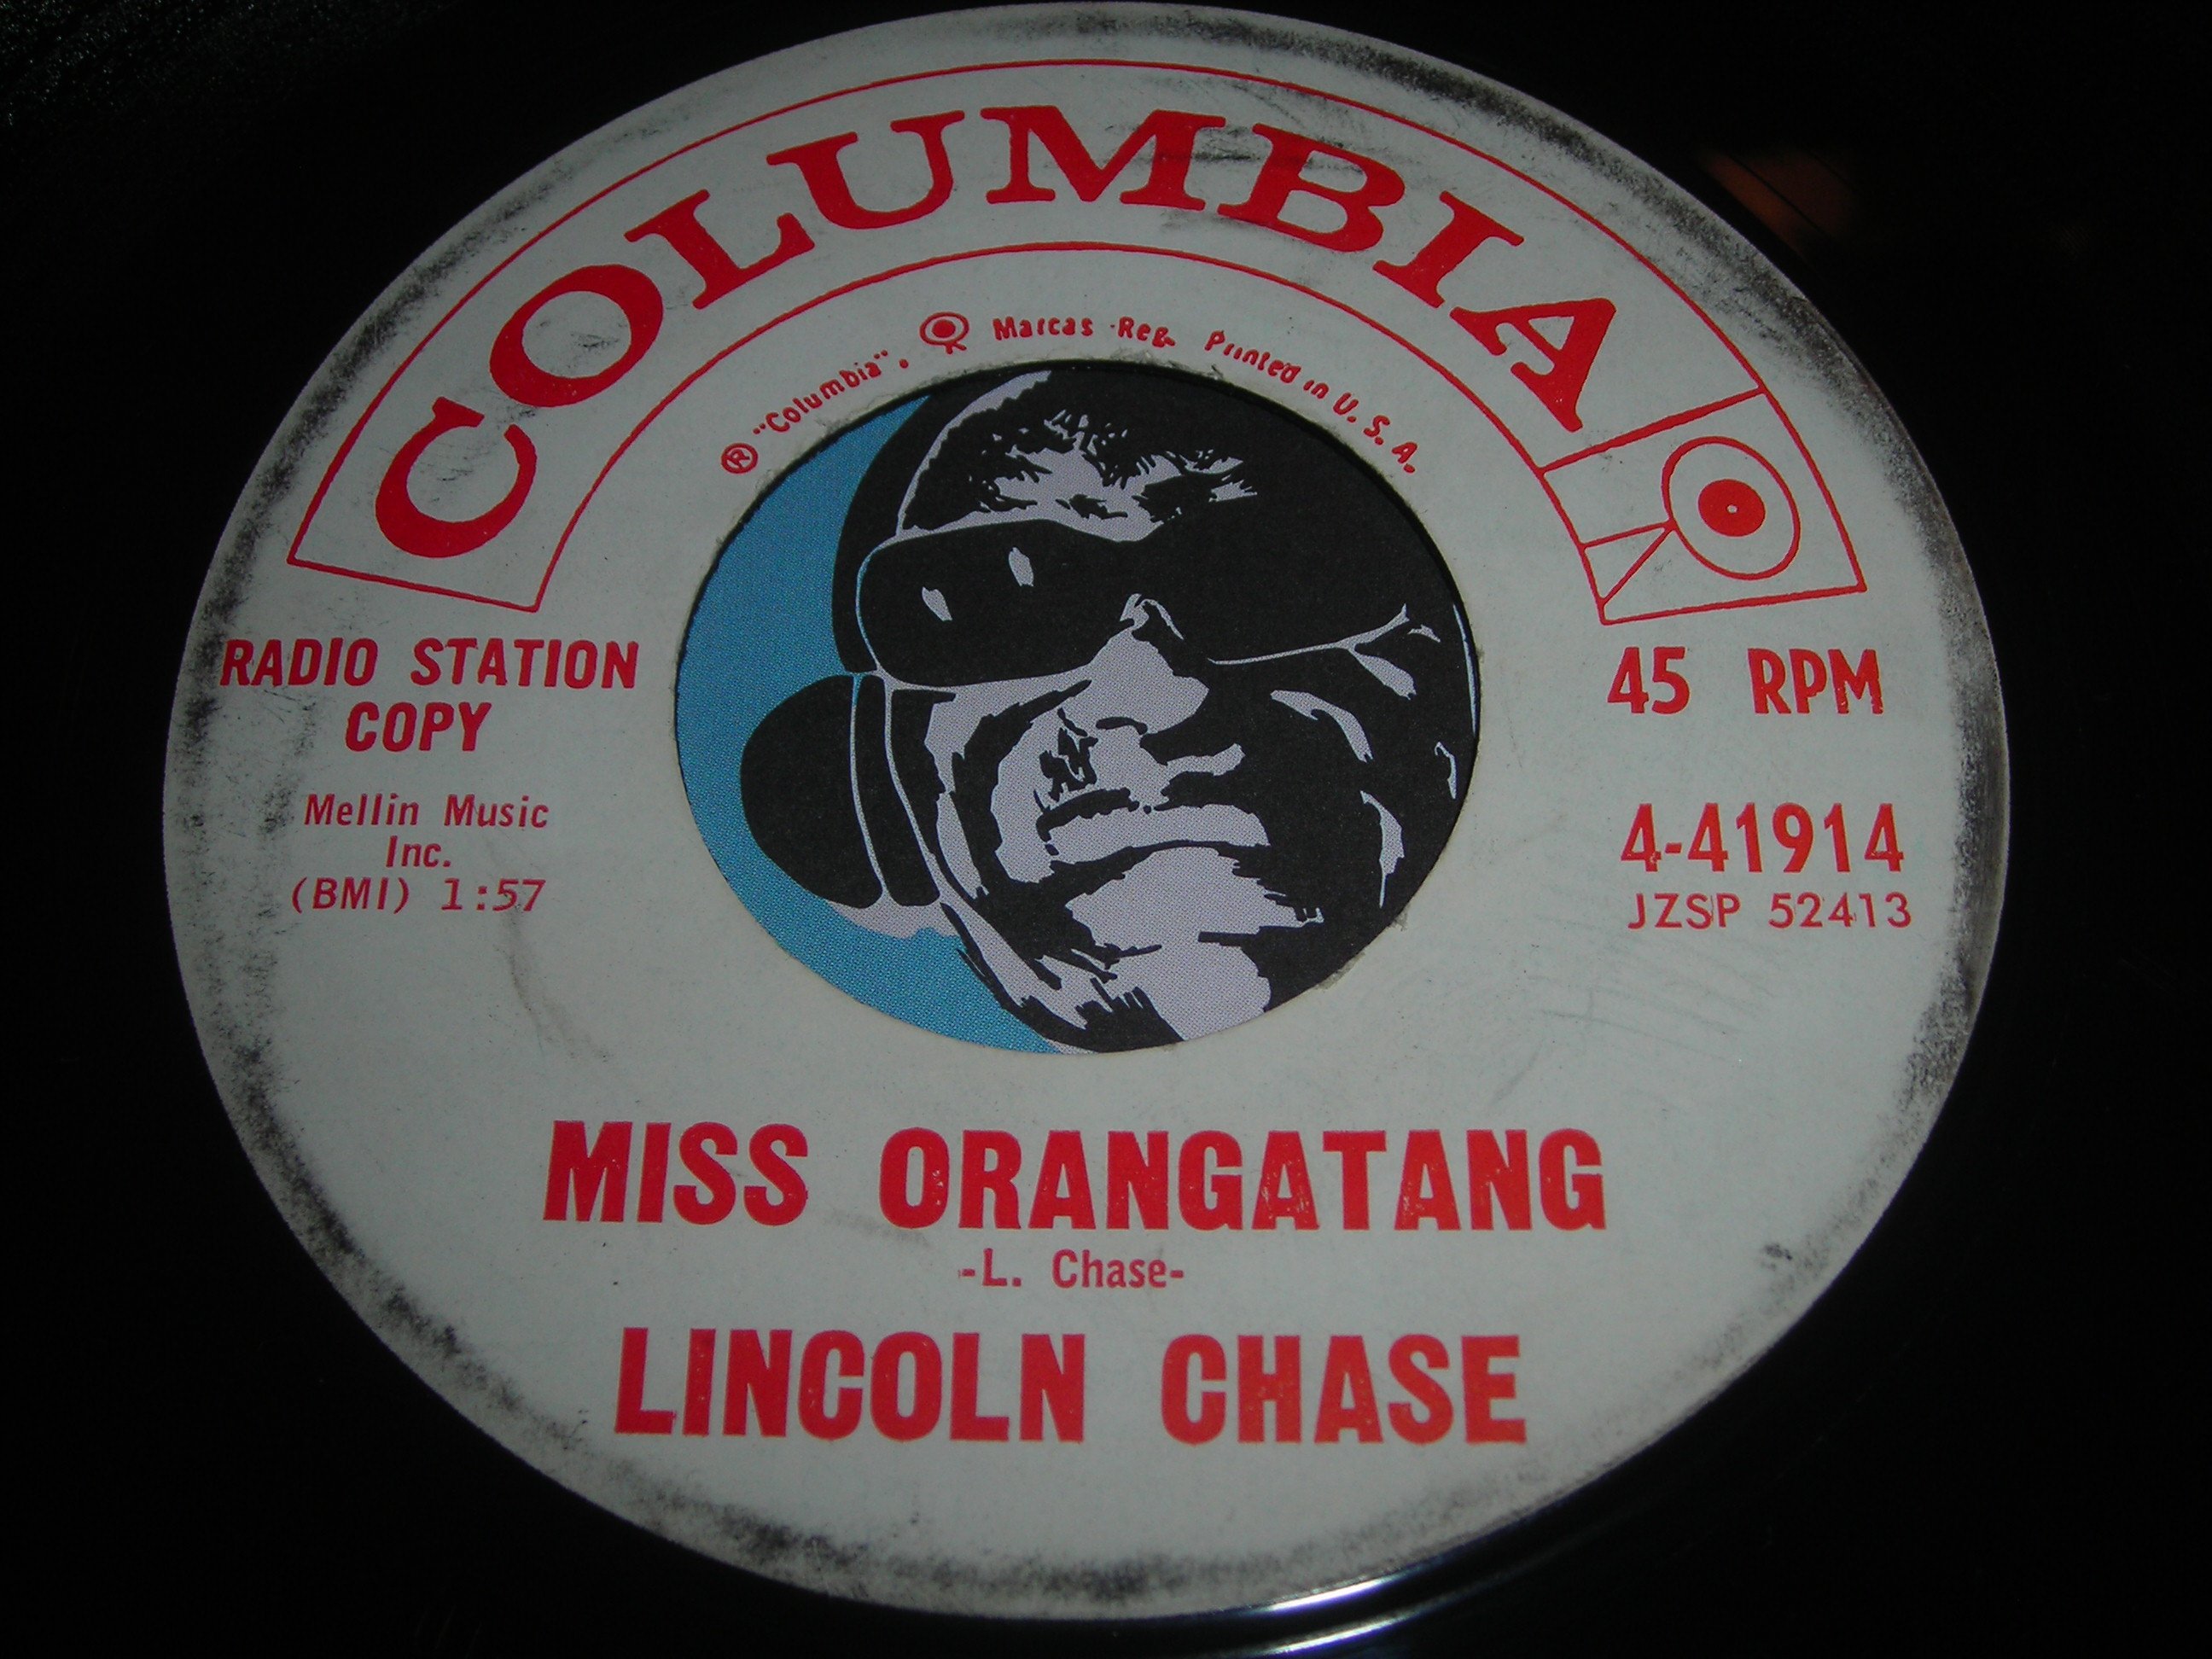 COLUMBIA
® "Columbia", Marcas Reg. Printed in U. S. A.
RADIO STATION
COPY
Mellin Music
Inc.
(BMI) 1:57
45 RPM
4-41914
JZSP 52413
MISS ORANGATANG
-L. Chase-
LINCOLN CHASE